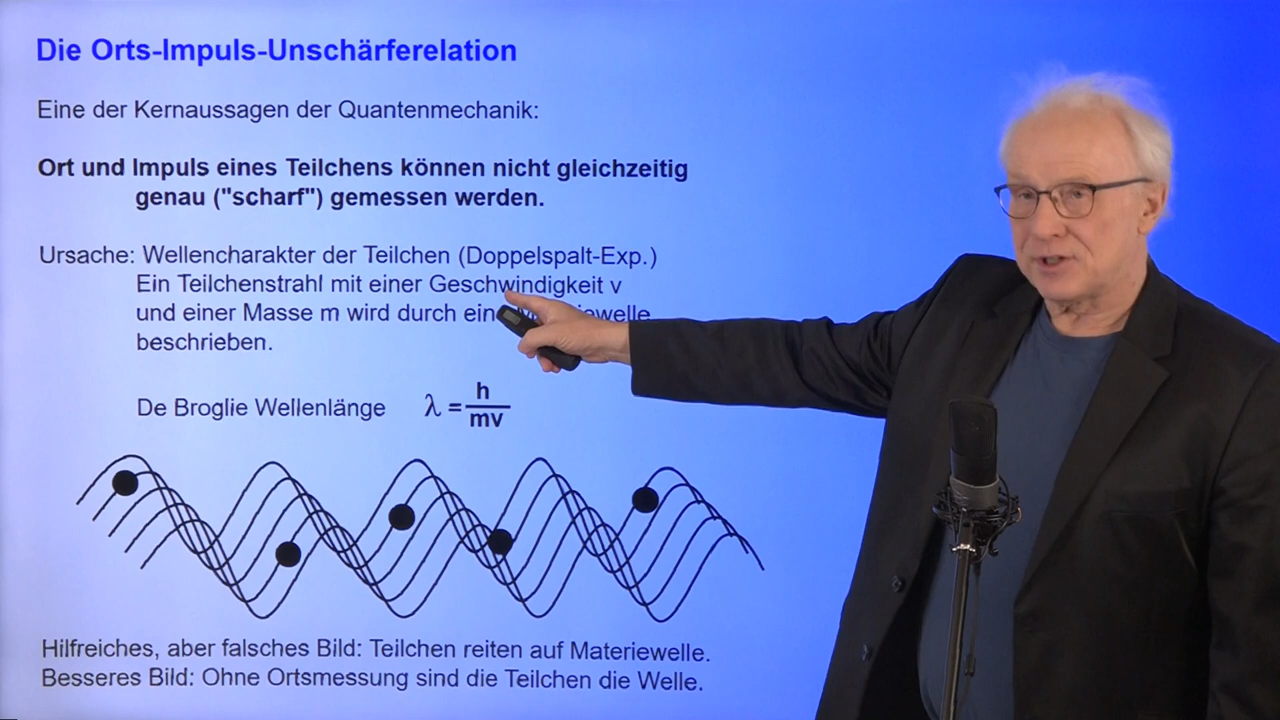 Die Orts-Impuls-Unschärferelation
Eine der Kernaussagen der Quantenmechanik:
Ort und Impuls eines Teilchens können nicht gleichzeitig
genau ("scharf") gemessen werden.
Ursache: Wellencharakter der Teilchen (Doppelspalt-Exp.)
Ein Teilchenstrahl mit einer Geschwindigkeit v
und einer Masse m wird durch
beschrieben.
De Broglie Wellenlänge λ = h/mv
Hilfreiches, aber falsches Bild: Teilchen reiten auf Materiewelle.
Besseres Bild: Ohne Ortsmessung sind die Teilchen die Welle.